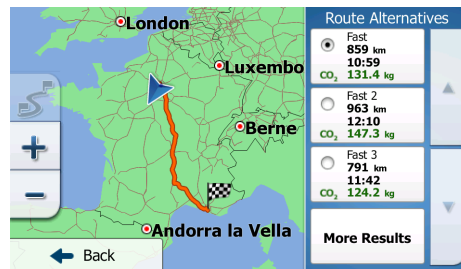 London
Luxembo
Berne
Andorra la Vella
Back
Route Alternatives
Fast
859 km
10:59
CO2 131.4 kg
Fast 2
963 km
12:10
CO2 147.3 kg
Fast 3
791 km
11:42
CO2 124.2 kg
More Results